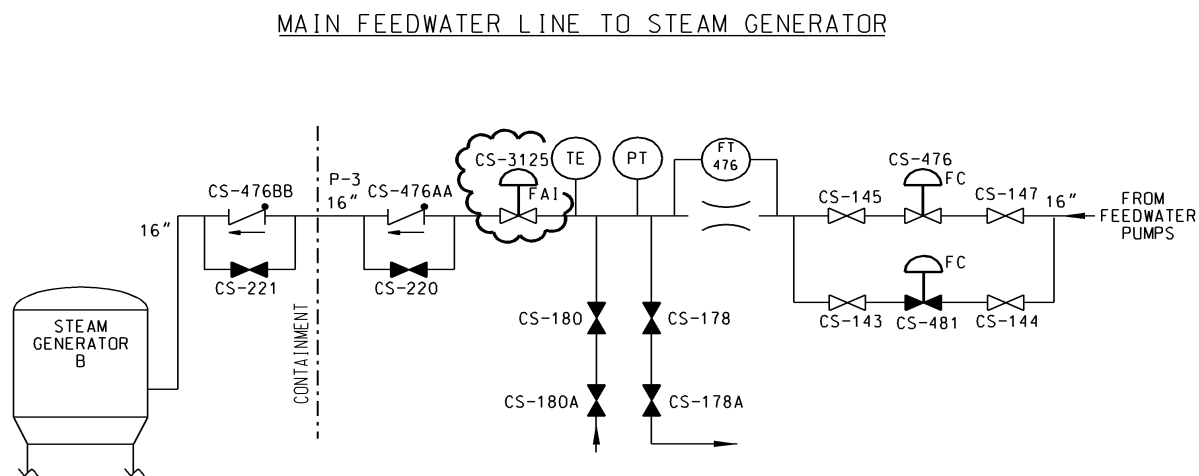 MAIN FEEDWATER LINE TO STEAM GENERATOR
CS-3125
TE
PT
FT
476
CS-476
FC
FAI
CS-476BB
P-3
16"
CS-476AA
CS-145
CS-147
16"
FROM
FEEDWATER
PUMPS
16"
FC
CS-221
CS-220
CS-143
CS-481
CS-144
CS-180
CS-178
STEAM
GENERATOR
B
CONTAINMENT
CS-180A
CS-178A